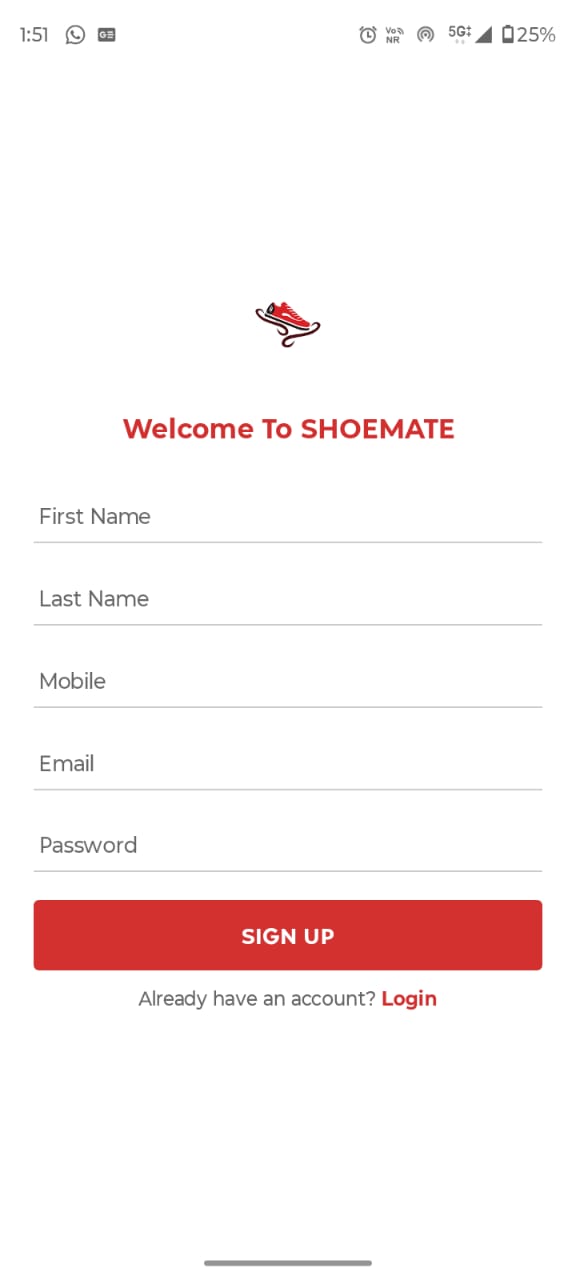 1:51 GE Vo NR 5G 25%
Welcome To SHOEMATE
First Name
Last Name
Mobile
Email
Password
SIGN UP
Already have an account? Login